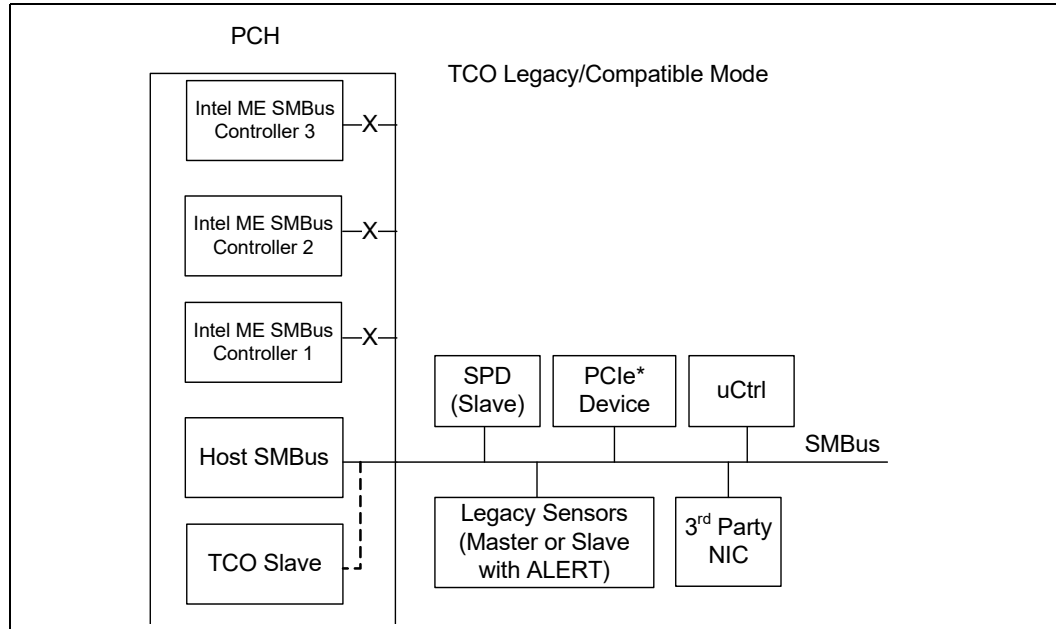 PCH
TCO Legacy/Compatible Mode
Intel ME SMBus
Controller 3
X
Intel ME SMBus
Controller 2
X
Intel ME SMBus
Controller 1
X
SPD
(Slave)
PCIe*
Device
uCtrl
Host SMBus
SMBus
TCO Slave
Legacy Sensors
(Master or Slave
with ALERT)
3rd Party
NIC